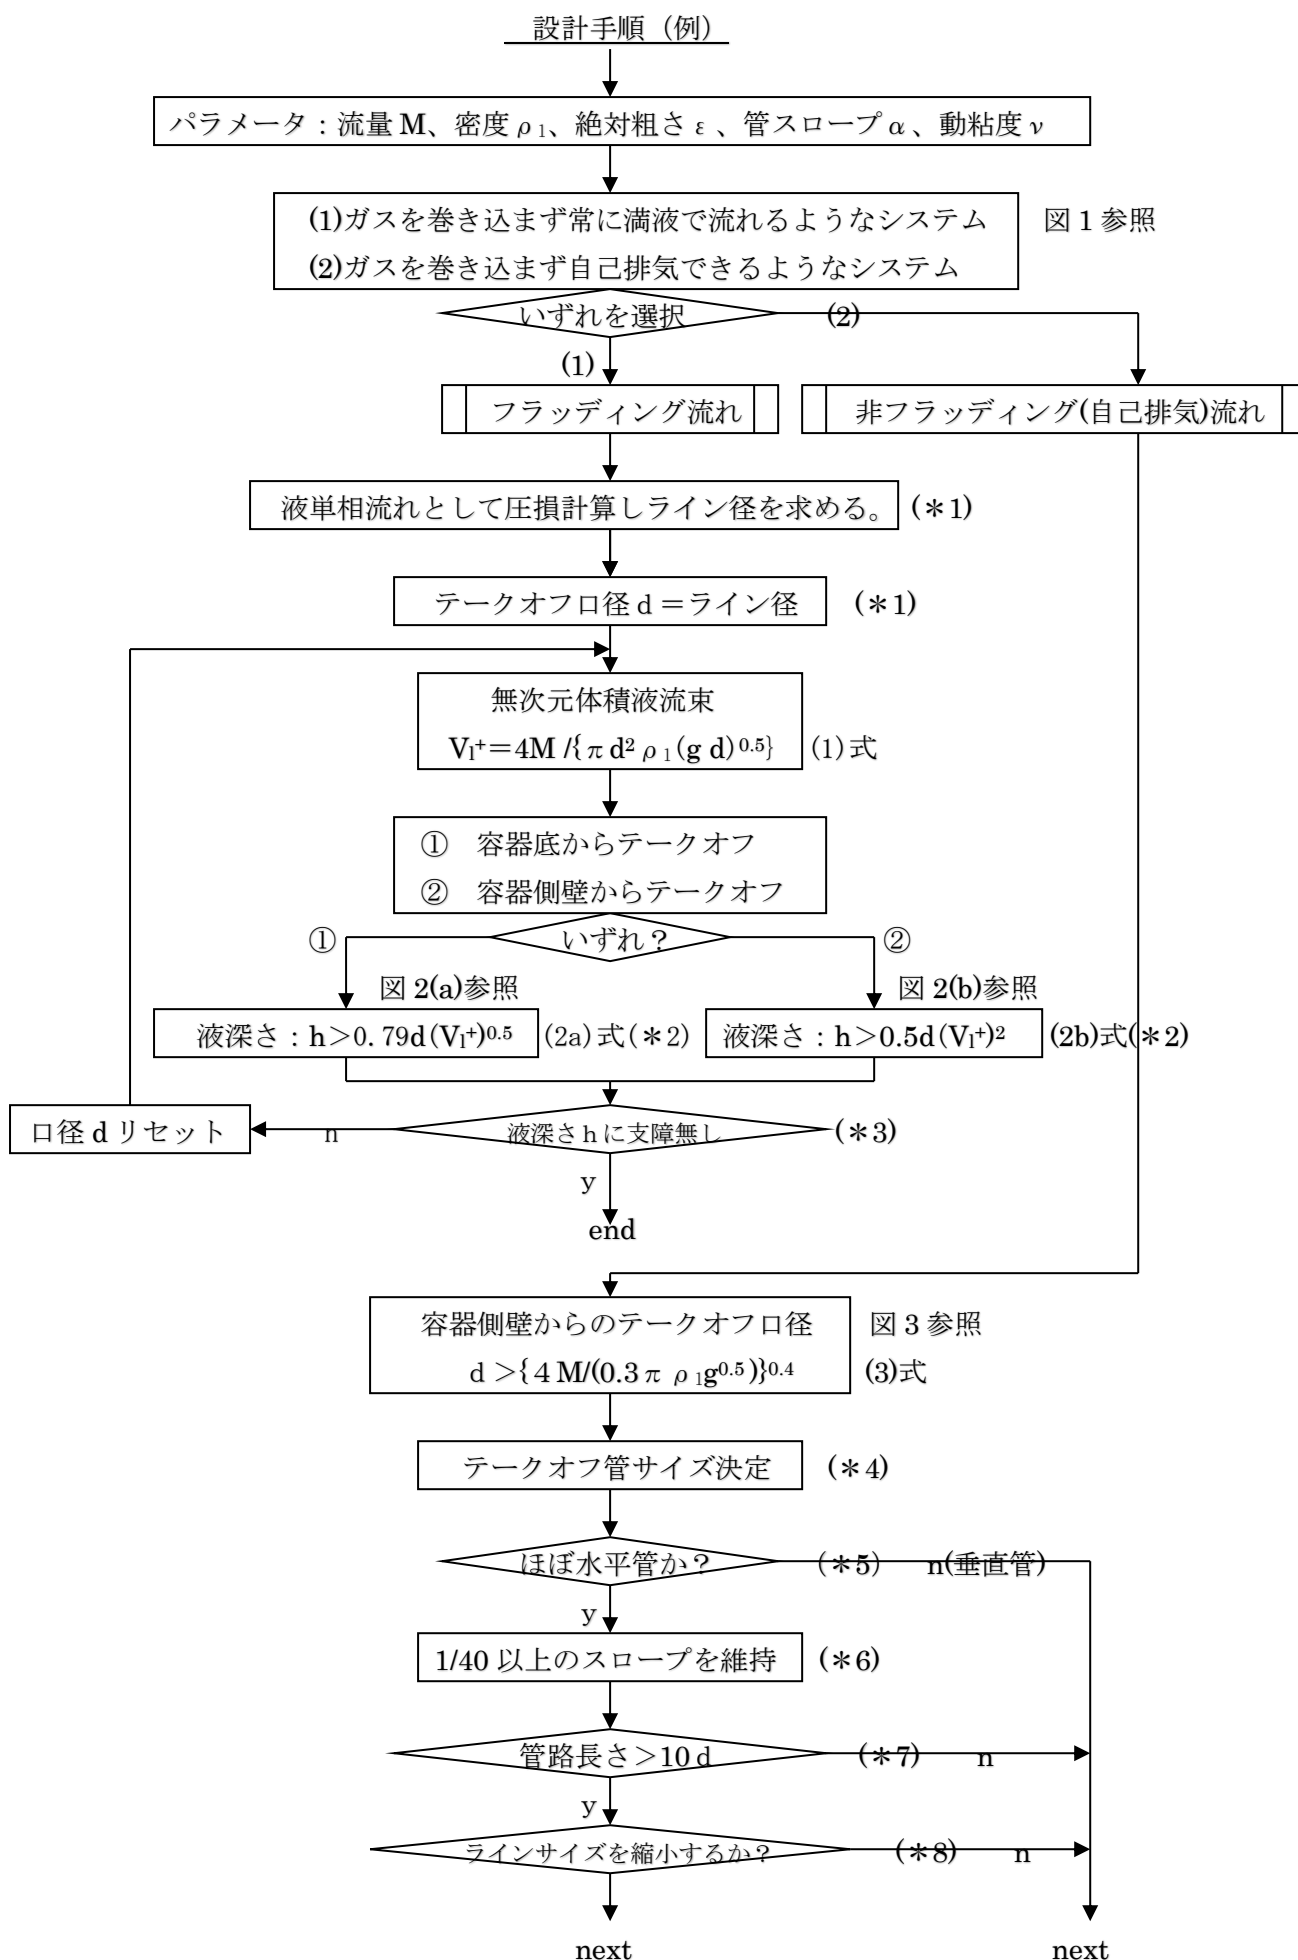 設計手順（例）
パラメータ：流量 M、密度ρ₁、絶対粗さε、管スロープα、動粘度ν
(1)ガスを巻き込まず常に満液で流れるようなシステム 図 1 参照
(2)ガスを巻き込まず自己排気できるようなシステム
いずれを選択 (2)
(1)
フラッディング流れ 非フラッディング(自己排気)流れ
液単相流れとして圧損計算しライン径を求める。 (＊1)
テークオフ口径ｄ＝ライン径 (＊1)
無次元体積液流束
Vₗ⁺＝4M /{πd²ρ₁(g d)^0.5} (1)式
① 容器底からテークオフ
② 容器側壁からテークオフ
① いずれ？ ②
図 2(a)参照 図 2(b)参照
液深さ：h＞0.79d(Vₗ⁺)^0.5 (2a)式(＊2) 液深さ：h＞0.5d(Vₗ⁺)² (2b)式(＊2)
口径 d リセット n 液深さｈに支障無し (＊3)
y
end
容器側壁からのテークオフ口径 図 3 参照
ｄ＞{４M/(0.3πρ₁g^0.5)}^0.4 (3)式
テークオフ管サイズ決定 (＊4)
ほぼ水平管か？ (＊5) n(垂直管)
y
1/40 以上のスロープを維持 (＊6)
管路長さ＞10ｄ (＊7) n
y
ラインサイズを縮小するか？ (＊8) n
next next